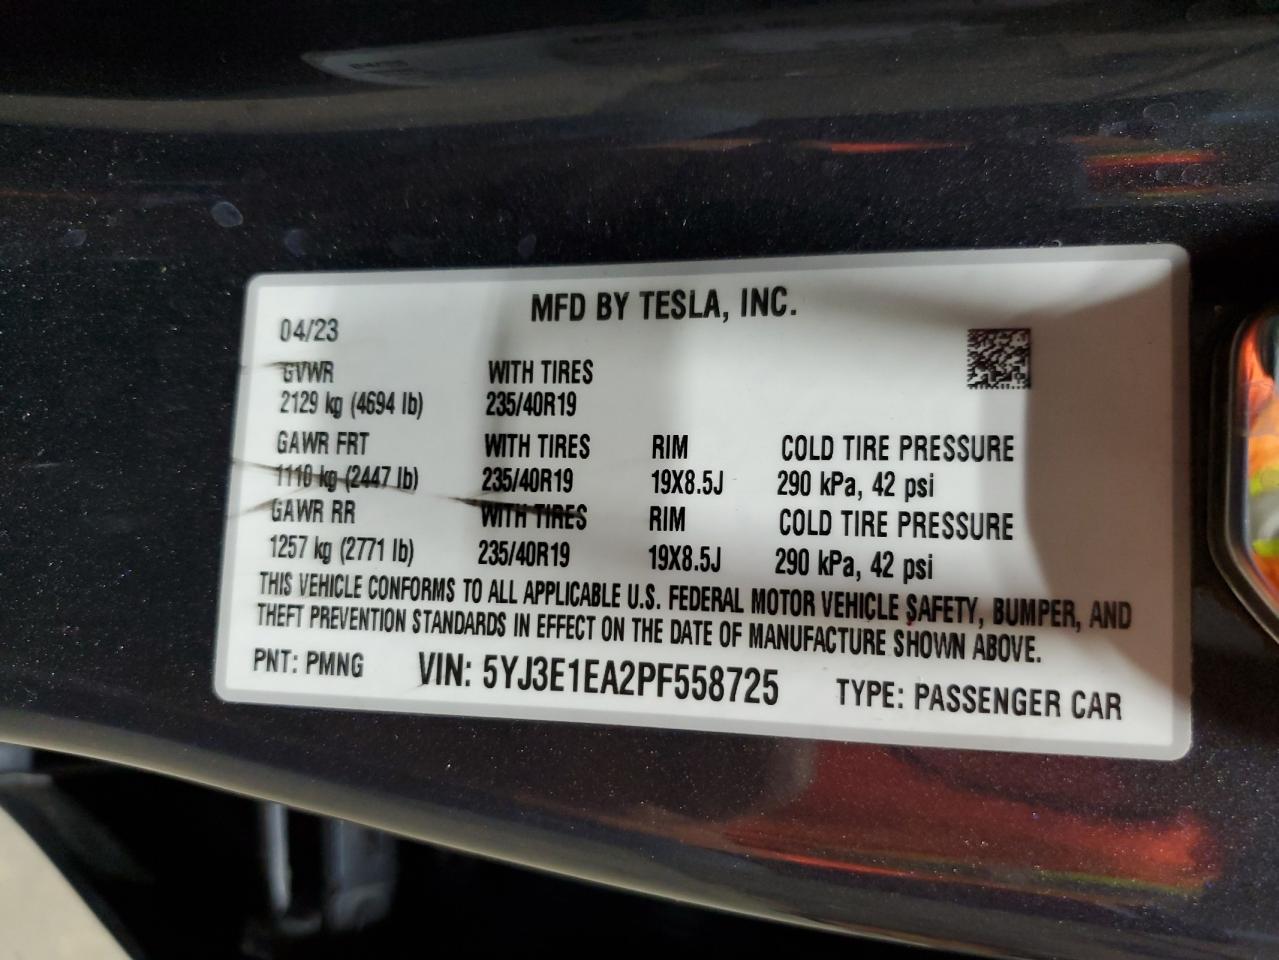 MFD BY TESLA, INC.
04/23
GVWR WITH TIRES
2129 kg (4694 lb) 235/40R19
GAWR FRT WITH TIRES RIM COLD TIRE PRESSURE
1110 kg (2447 lb) 235/40R19 19X8.5J 290 kPa, 42 psi
GAWR RR WITH TIRES RIM COLD TIRE PRESSURE
1257 kg (2771 lb) 235/40R19 19X8.5J 290 kPa, 42 psi
THIS VEHICLE CONFORMS TO ALL APPLICABLE U.S. FEDERAL MOTOR VEHICLE SAFETY, BUMPER, AND
THEFT PREVENTION STANDARDS IN EFFECT ON THE DATE OF MANUFACTURE SHOWN ABOVE.
PNT: PMNG VIN: 5YJ3E1EA2PF558725 TYPE: PASSENGER CAR